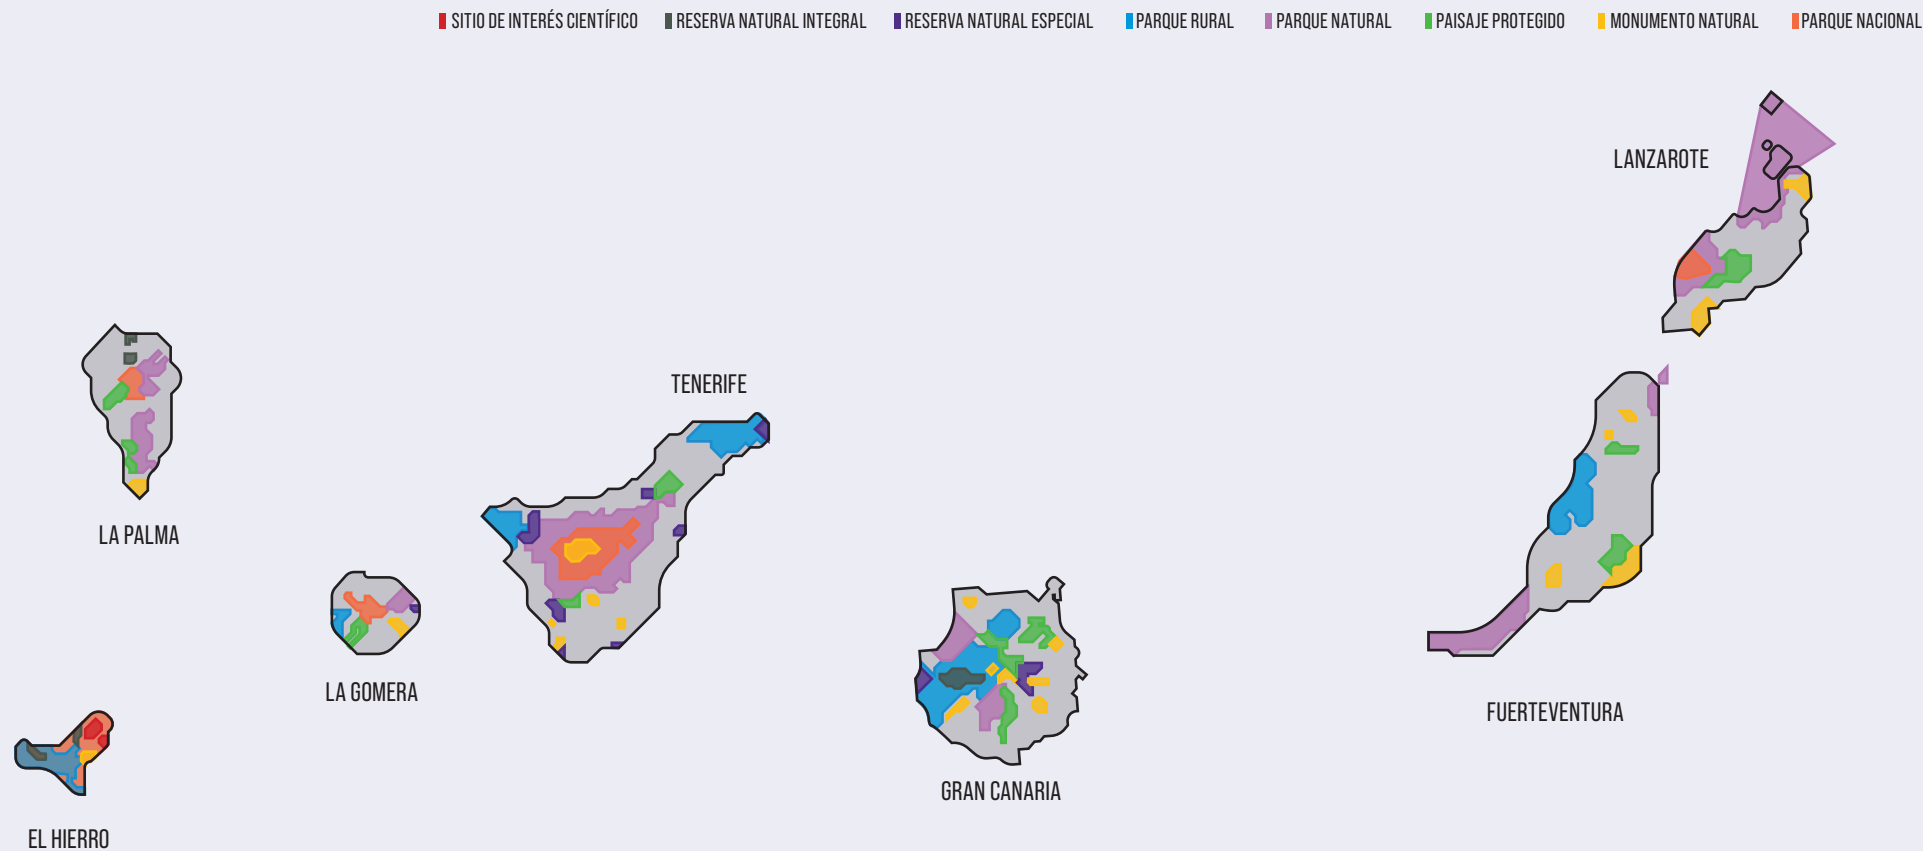 SITIO DE INTERÉS CIENTÍFICO RESERVA NATURAL INTEGRAL RESERVA NATURAL ESPECIAL PARQUE RURAL PARQUE NATURAL PAISAJE PROTEGIDO MONUMENTO NATURAL PARQUE NACIONAL
LANZAROTE
TENERIFE
LA PALMA
LA GOMERA
FUERTEVENTURA
GRAN CANARIA
EL HIERRO